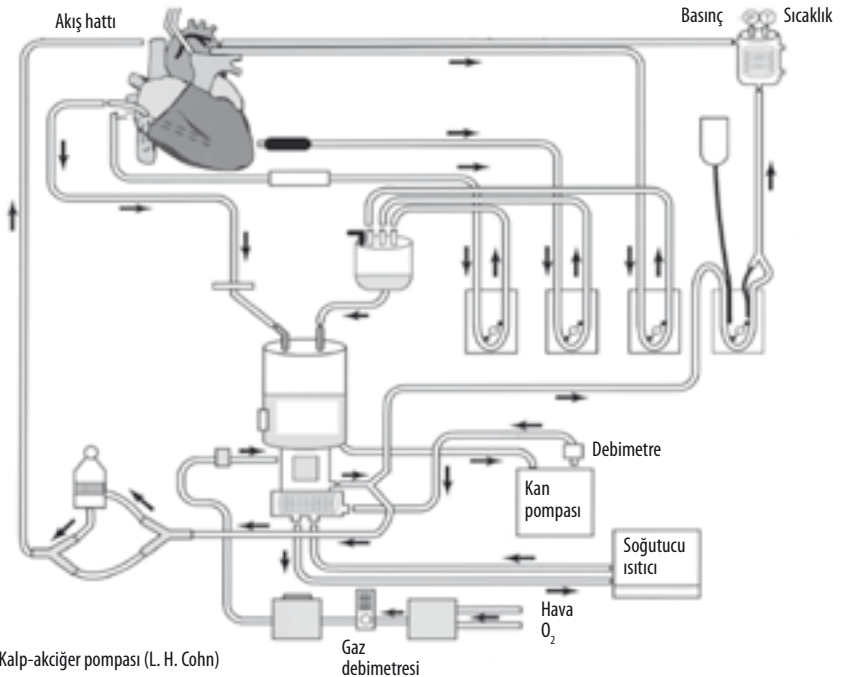 Akış hattı
Basınç
Sıcaklık
Debimetre
Kan
pompası
Soğutucu
ısıtıcı
Hava
O₂
Gaz
debimetresi
Kalp-akciğer pompası (L. H. Cohn)